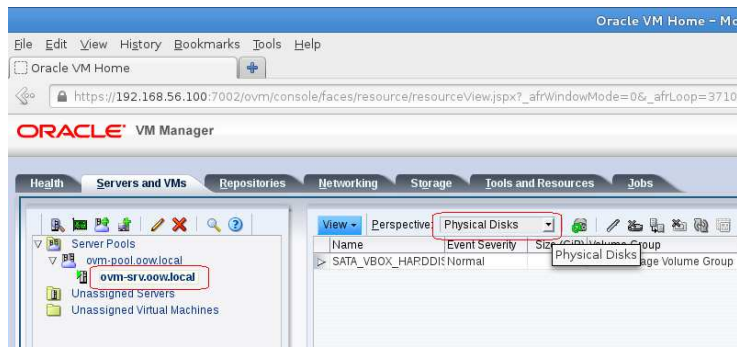 Oracle VM Home – Mo
File Edit View History Bookmarks Tools Help
Oracle VM Home
https://192.168.56.100:7002/ovm/console/faces/resource/resourceView.jspx?_afrWindowMode=0&_afrLoop=3710
ORACLE VM Manager
Health Servers and VMs Repositories Networking Storage Tools and Resources Jobs
View Perspective: Physical Disks
Server Pools
Name Event Severity Size (GiB) Volume Group
ovm-pool.oow.local
Physical Disks
SATA_VBOX_HARDDIS Normal age Volume Group
ovm-srv.oow.local
Unassigned Servers
Unassigned Virtual Machines